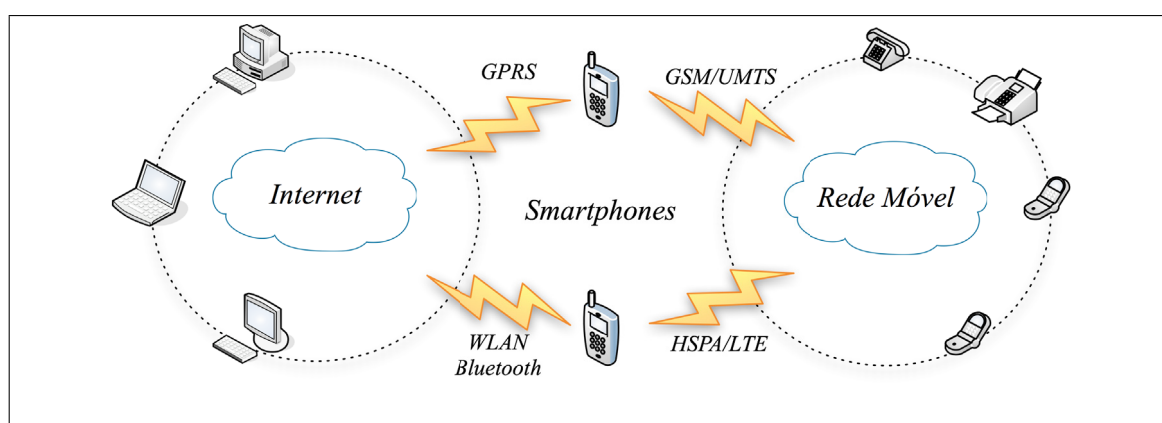 GPRS
GSM/UMTS
Internet
Smartphones
Rede Móvel
WLAN
Bluetooth
HSPA/LTE